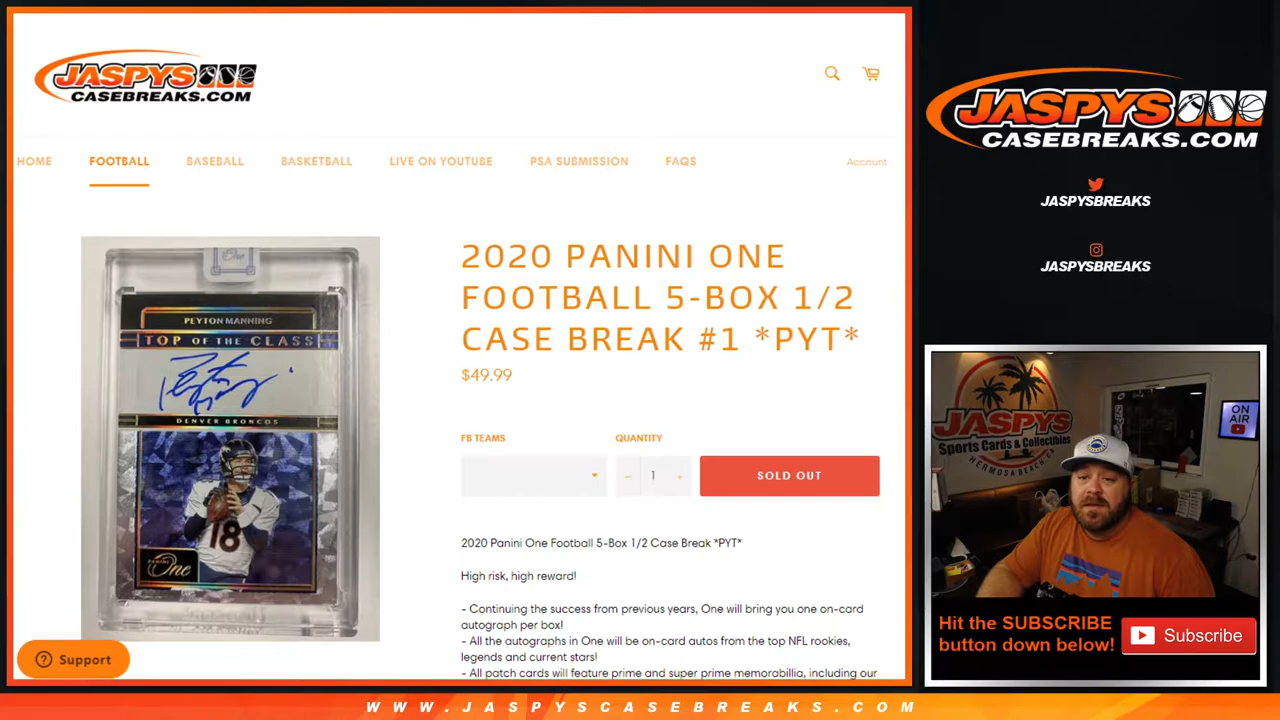 JASPYS
CASEBREAKS.COM
HOME
FOOTBALL
BASEBALL
BASKETBALL
LIVE ON YOUTUBE
PSA SUBMISSION
FAQS
Account
One
PEYTON MANNING
TOP OF THE CLASS
DENVER BRONCOS
18
PANINI
One
2020 PANINI ONE
FOOTBALL 5-BOX 1/2
CASE BREAK #1 *PYT*
$49.99
FB TEAMS
QUANTITY
1
SOLD OUT
2020 Panini One Football 5-Box 1/2 Case Break *PYT*
High risk, high reward!
- Continuing the success from previous years, One will bring you one on-card
autograph per box!
- All the autographs in One will be on-card autos from the top NFL rookies,
legends and current stars!
- All patch cards will feature prime and super prime memorabillia, including our
Support
JASPYS
CASEBREAKS.COM
JASPYSBREAKS
JASPYSBREAKS
JASPYS
Sports Cards & Collectibles
HERMOSA BEACH, CA
ON
AIR
Hit the SUBSCRIBE
button down below!
Subscribe
WWW.JASPYSCASEBREAKS.COM